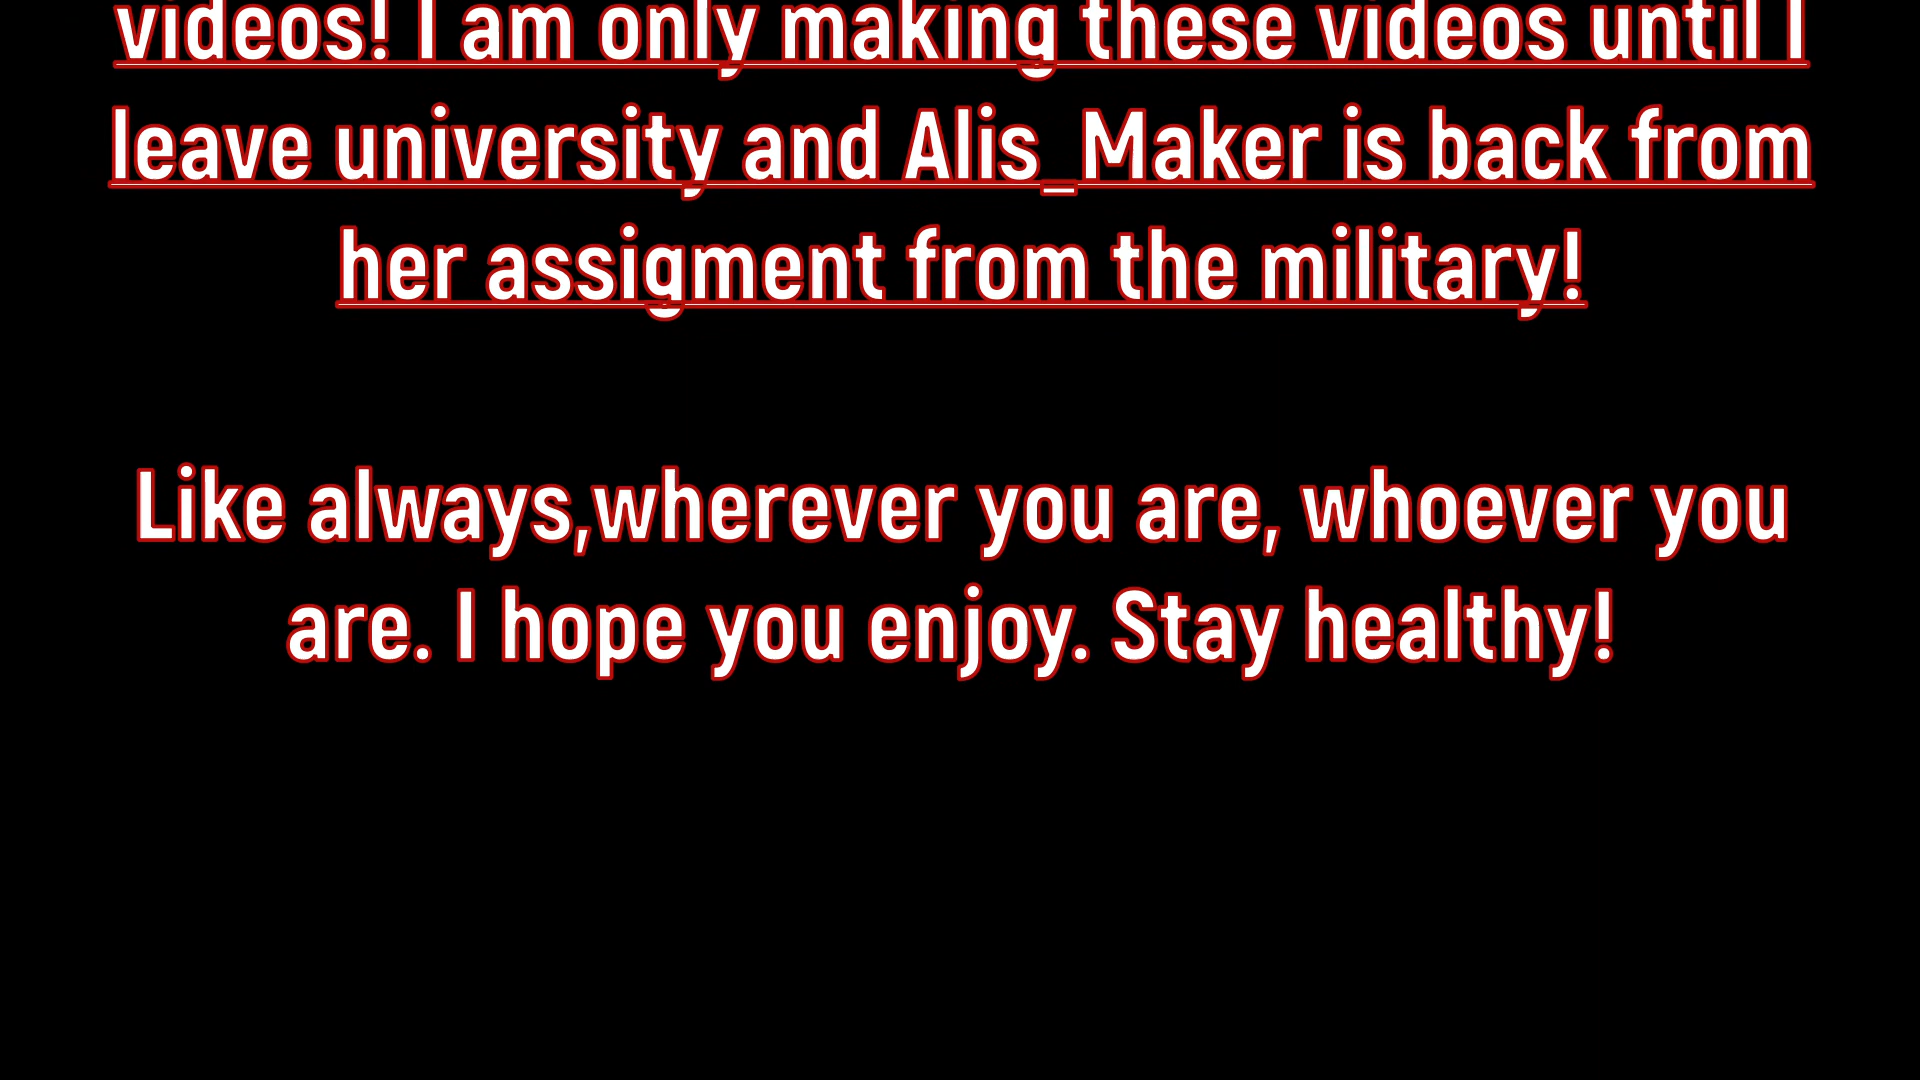 videos! I am only making these videos until I
leave university and Alis_Maker is back from
her assigment from the military!
Like always,wherever you are, whoever you
are. I hope you enjoy. Stay healthy!